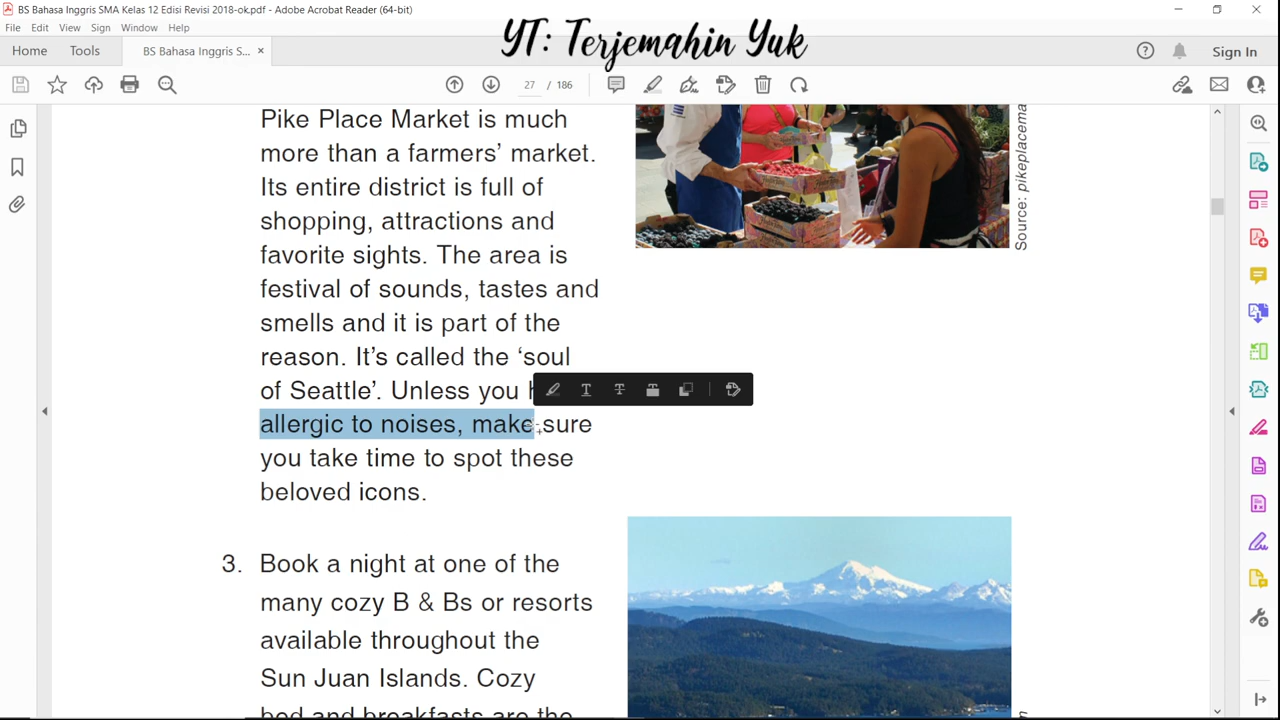 BS Bahasa Inggris SMA Kelas 12 Edisi Revisi 2018-ok.pdf - Adobe Acrobat Reader (64-bit)
File Edit View Sign Window Help
YT: Terjemahin Yuk
Home Tools BS Bahasa Inggris S... × Sign In
27 / 186
Pike Place Market is much
more than a farmers’ market.
Its entire district is full of
shopping, attractions and
favorite sights. The area is
festival of sounds, tastes and
smells and it is part of the
reason. It’s called the ‘soul
of Seattle’. Unless you
allergic to noises, make sure
you take time to spot these
beloved icons.
Source: pikeplacema
3. Book a night at one of the
many cozy B & Bs or resorts
available throughout the
Sun Juan Islands. Cozy
bed and breakfasts are the